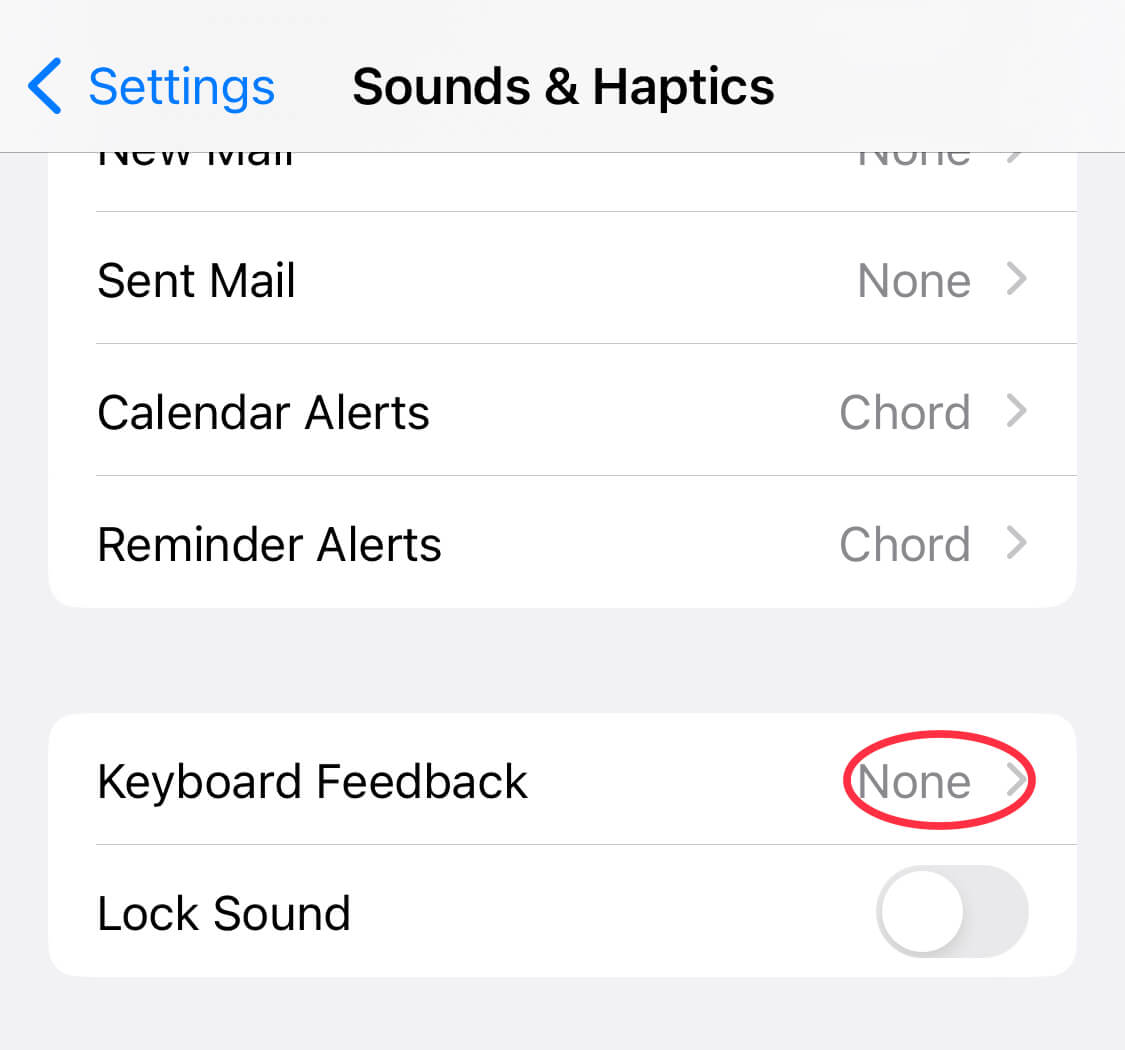 Settings Sounds & Haptics
New Mail None
Sent Mail None
Calendar Alerts Chord
Reminder Alerts Chord
Keyboard Feedback None
Lock Sound